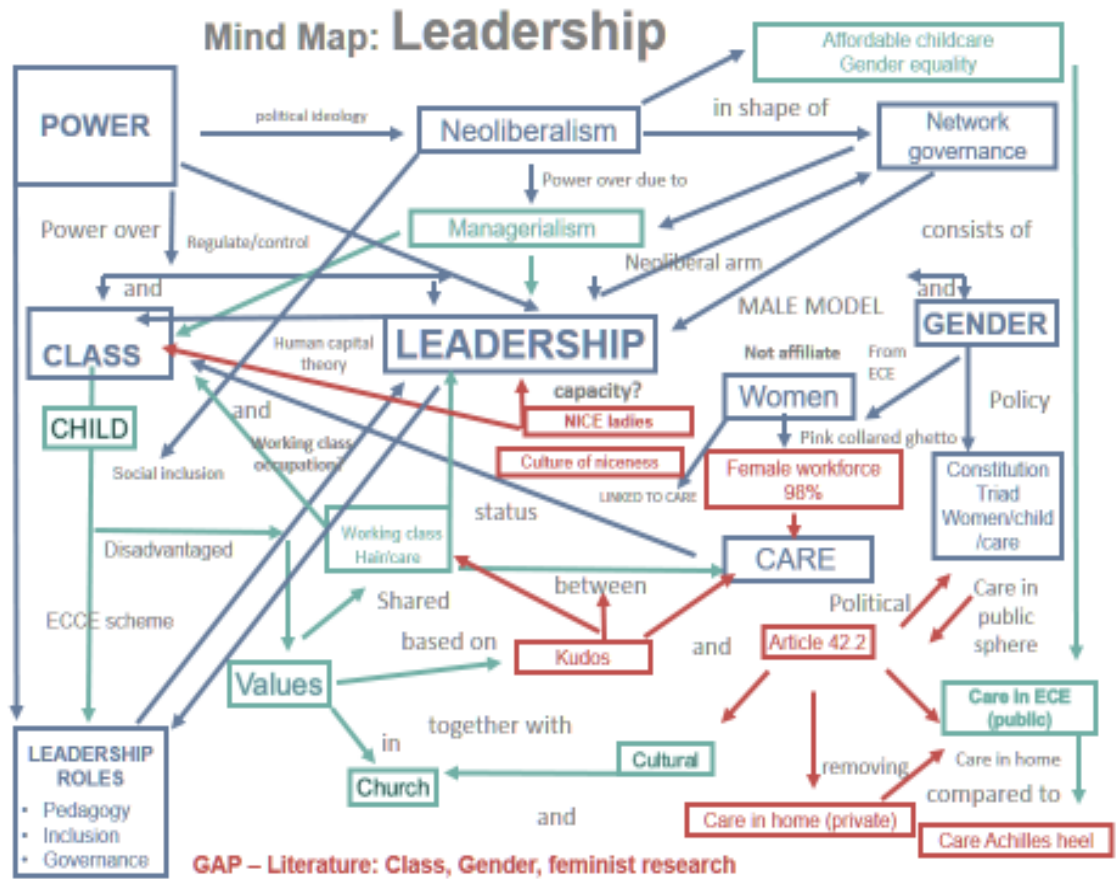 Mind Map: Leadership
Affordable childcare
Gender equality
POWER
political ideology
Neoliberalism
in shape of
Network
governance
Power over due to
Managerialism
Power over
Regulate/control
consists of
Neoliberal arm
and
and
MALE MODEL
GENDER
CLASS
Human capital
theory
LEADERSHIP
Not affiliate
From
ECE
capacity?
Women
Policy
CHILD
and
NICE ladies
Working class
occupation?
Pink collared ghetto
Social inclusion
Culture of niceness
Female workforce
98%
LINKED TO CARE
Constitution
Triad
Women/child
/care
status
Working class
Hair/care
Disadvantaged
CARE
between
Shared
Political
Care in
public
sphere
ECCE scheme
based on
Kudos
and
Article 42.2
Values
Care in ECE
(public)
together with
in
LEADERSHIP
ROLES
• Pedagogy
• Inclusion
• Governance
Cultural
Church
removing
Care in home
compared to
and
Care in home (private)
Care Achilles heel
GAP – Literature: Class, Gender, feminist research